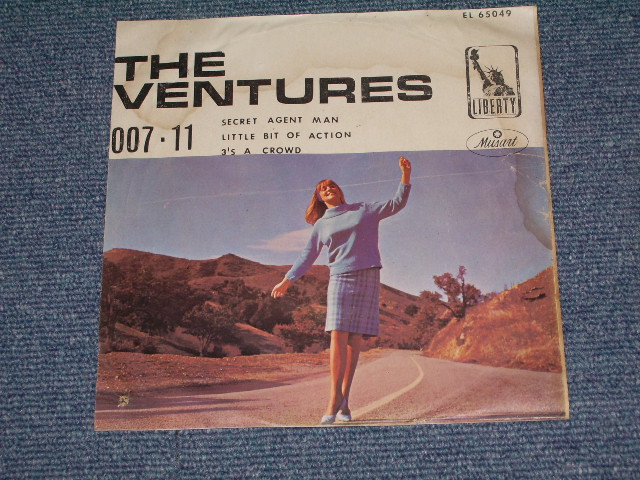 EL 65049
THE
VENTURES
LIBERTY
007·11
SECRET AGENT MAN
LITTLE BIT OF ACTION
3's A CROWD
Musart